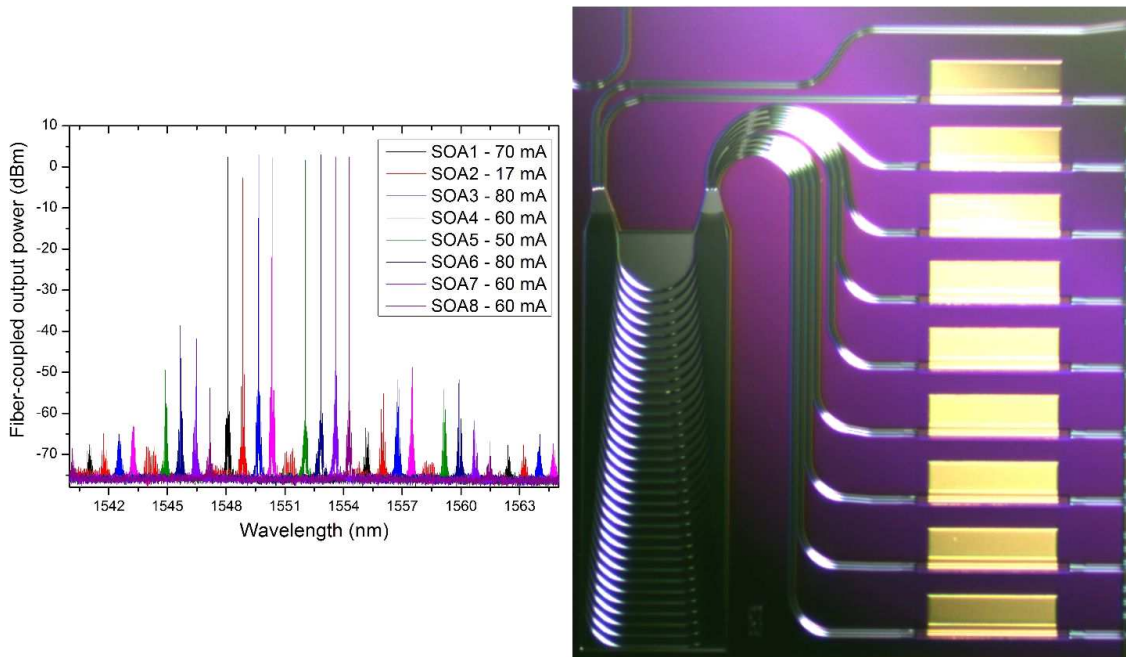 10
0
-10
-20
-30
-40
-50
-60
-70
Fiber-coupled output power (dBm)
SOA1 - 70 mA
SOA2 - 17 mA
SOA3 - 80 mA
SOA4 - 60 mA
SOA5 - 50 mA
SOA6 - 80 mA
SOA7 - 60 mA
SOA8 - 60 mA
1542 1545 1548 1551 1554 1557 1560 1563
Wavelength (nm)